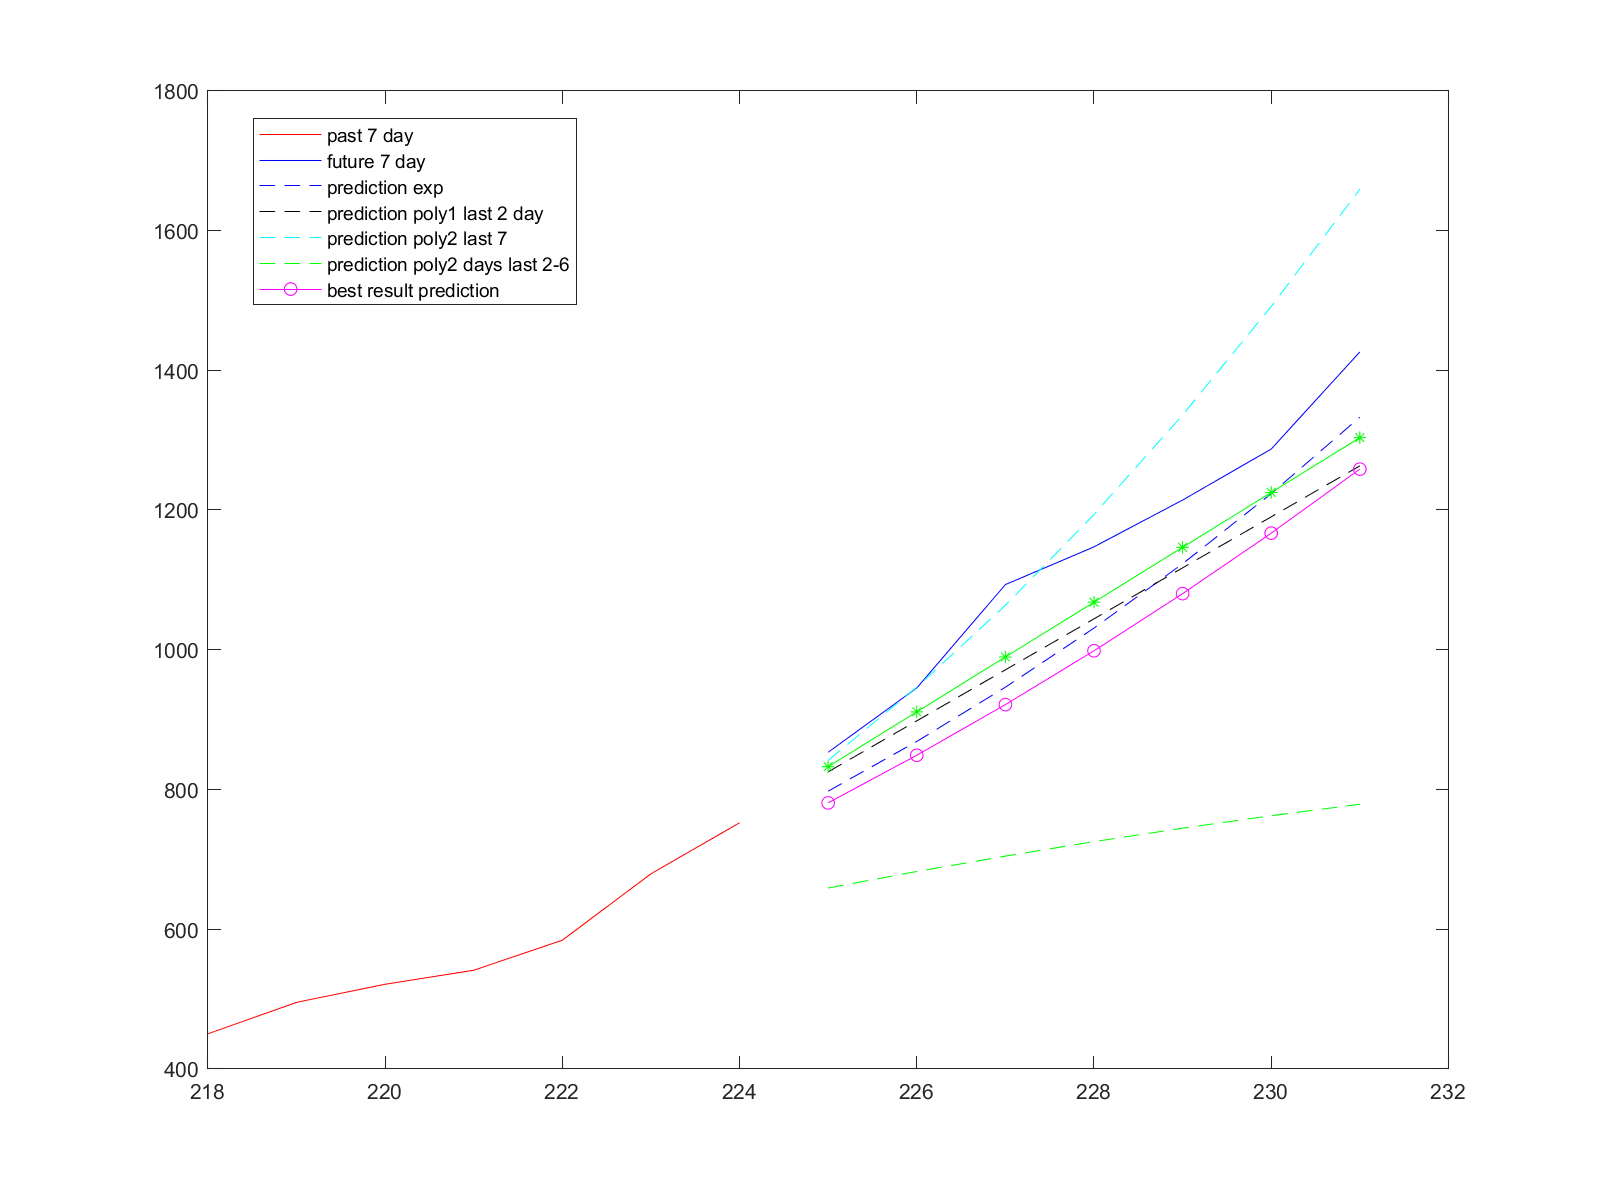 1800
1600
1400
1200
1000
800
600
400
218 220 222 224 226 228 230 232
past 7 day
future 7 day
prediction exp
prediction poly1 last 2 day
prediction poly2 last 7
prediction poly2 days last 2-6
best result prediction